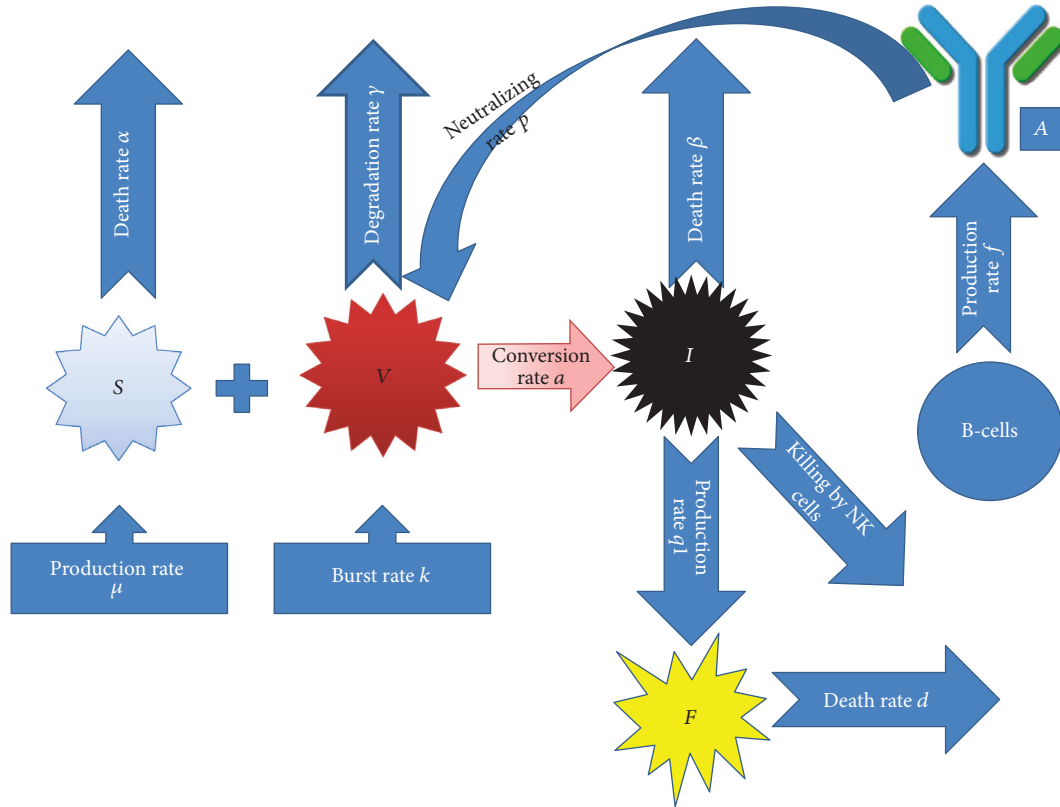 Death rate α
Degradation rate γ
Neutralizing
rate p
Death rate β
A
Production
rate f
S
V
Conversion
rate a
I
B-cells
Killing by NK
cells
Production
rate q1
Production rate
μ
Burst rate k
F
Death rate d